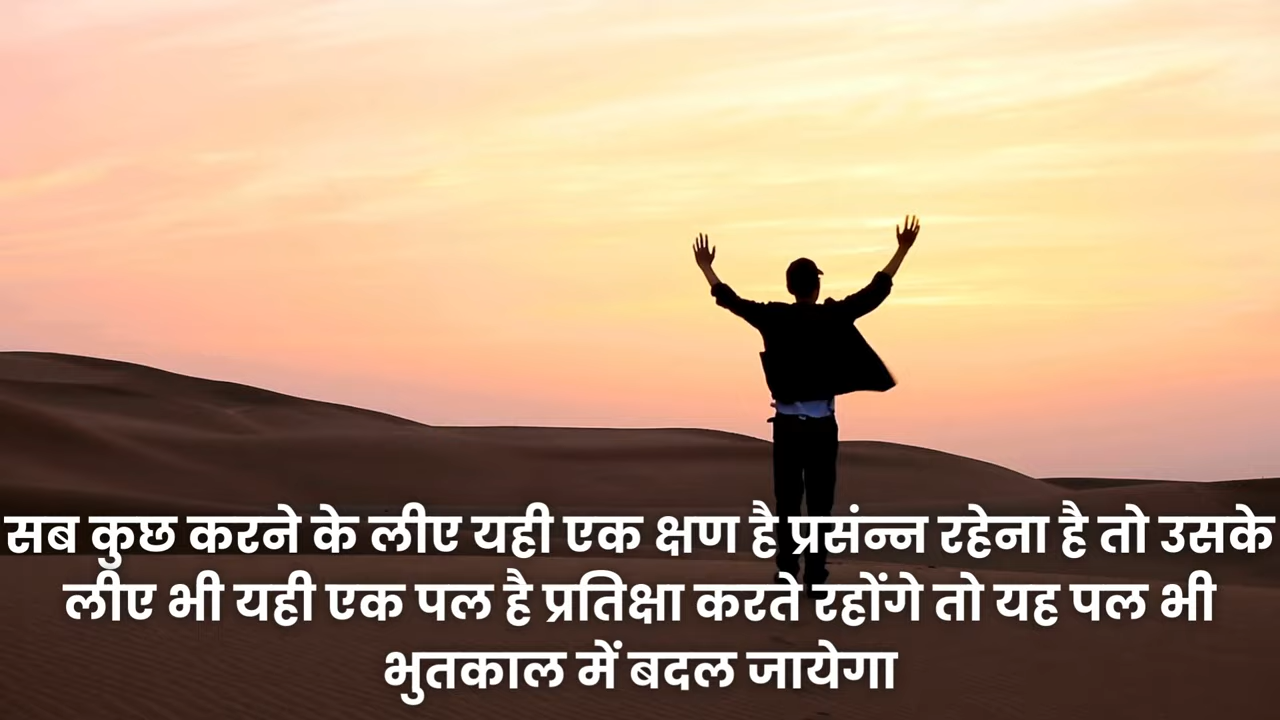 सब कुछ करने के लीए यही एक क्षण है प्रसंन्न रहेना है तो उसके
लीए भी यही एक पल है प्रतिक्षा करते रहोंगे तो यह पल भी
भुतकाल में बदल जायेगा